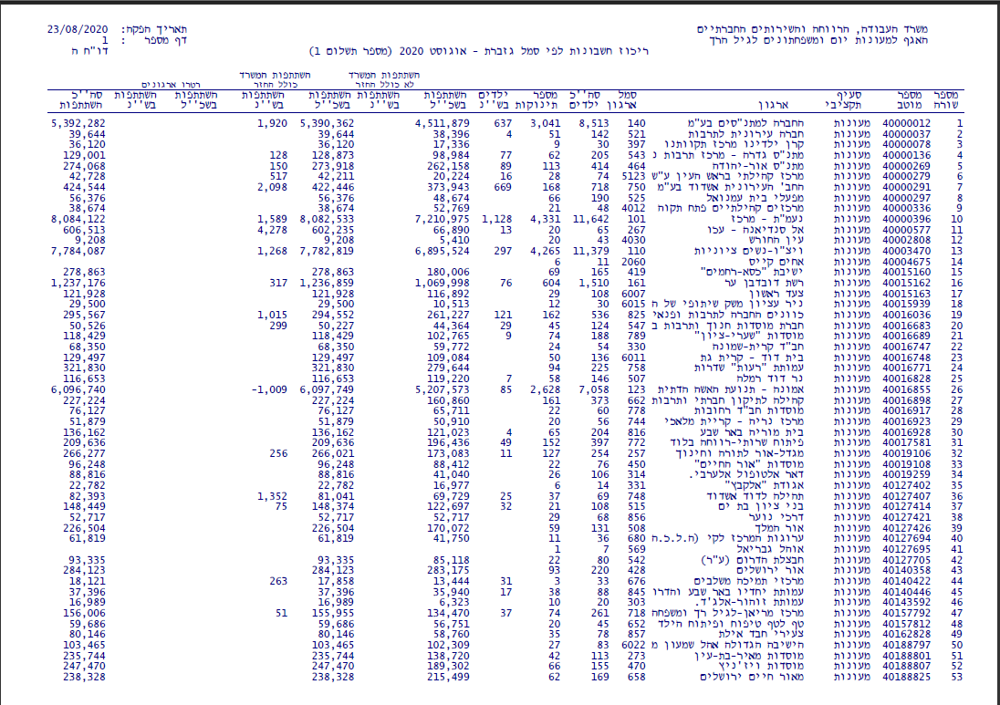 משרד העבודה, הרווחה והשירותים החברתיים תאריך הפקה: 23/08/2020
האגף למעונות יום ומשפחתונים לגיל הרך דף מספר : 1
ריכוז חשבונות לפי סמל גזברת - אוגוסט 2020 (מספר תשלום 1) דו"ח ה
השתתפות המשרד השתתפות המשרד
לא כולל החזר כולל החזר רטרו ארגונים
מספר מספר סעיף סמל סה''כ מספר ילדים השתתפות השתתפות השתתפות השתתפות השתתפות השתתפות סה''כ
שורה מוטב תקציבי ארגון ארגון ילדים תינוקות בש''נ בשכ''ל בש''נ בשכ''ל בש''נ בשכ''ל בש''נ השתתפות
1 40000012 מעונות החברה למתנ"סים בע"מ 140 8,513 3,041 637 4,511,879 5,390,362 1,920 5,392,282
2 40000037 מעונות חברה עירונית לתרבות 521 142 51 4 38,396 39,644 39,644
3 40000078 מעונות קרן ילדינו מרכז תקוותנו 397 30 9 17,336 36,120 36,120
4 40000136 מעונות מתנ"ס גדרה - מרכז תרבות נ 543 205 62 77 98,984 128,873 128 129,001
5 40000269 מעונות מתנ"ס אור-יהודה 464 414 113 89 262,158 273,918 150 274,068
6 40000279 מעונות מרכז קהילתי בראש העין ע"ש 5123 74 28 16 20,224 42,211 517 42,728
7 40000291 מעונות החב' העירונית אשדוד בע"מ 750 718 168 669 373,943 422,446 2,098 424,544
8 40000297 מעונות מפעלי בית עמנואל 525 190 66 48,674 56,376 56,376
9 40000336 מעונות מרכזים קהילתיים פתח תקוה 4012 48 21 52,769 38,674 38,674
10 40000396 מעונות נעמ"ת - מרכז 101 11,642 4,331 1,128 7,210,975 8,082,533 1,589 8,084,122
11 40000577 מעונות אל סנדיאנה - עכו 267 65 20 13 66,890 602,235 4,278 606,513
12 40002808 מעונות עין החורש 4030 43 20 5,410 9,208 9,208
13 40003470 מעונות ויצ"ו-נשים ציוניות 110 11,379 4,265 297 6,895,524 7,782,819 1,268 7,784,087
14 40004675 מעונות אחים קייס 2060 11 6
15 40015160 מעונות ישיבת "כסא-רחמים" 419 165 69 180,006 278,863 278,863
16 40015162 מעונות רשת דובדבן ער 161 1,510 604 76 1,069,998 1,236,859 317 1,237,176
17 40015163 מעונות צעד ראשון 6007 108 29 116,892 121,928 121,928
18 40015939 מעונות ניר עציון משק שיתופי של ה 6015 30 12 10,513 29,500 29,500
19 40016036 מעונות כוונים החברה לתרבות ופנאי 825 536 162 121 261,227 294,552 1,015 295,567
20 40016683 מעונות חברת מוסדות חנוך ותרבות ב 547 124 45 29 44,364 50,227 299 50,526
21 40016689 מעונות מוסדות "שערי-ציון" 789 188 74 9 102,765 118,429 118,429
22 40016747 מעונות חב"ד קרית-שמונה 330 54 24 59,772 68,350 68,350
23 40016748 מעונות בית דוד - קרית גת 6011 136 50 109,084 129,497 129,497
24 40016771 מעונות עמותת "רעות" שדרות 758 225 94 279,644 321,830 321,830
25 40016828 מעונות נר דוד רמלה 507 146 58 7 119,220 116,653 116,653
26 40016855 מעונות אמונה - תנועת האשה הדתית 123 7,058 2,628 85 5,207,573 6,097,749 -1,009 6,096,740
27 40016898 מעונות קהילה לתיקון חברתי ותרבות 662 373 161 160,860 227,224 227,224
28 40016917 מעונות מוסדות חב"ד רחובות 778 60 22 65,711 76,127 76,127
29 40016923 מעונות מרכז נריה - קריית מלאכי 744 56 20 50,910 51,879 51,879
30 40016928 מעונות בית מוריה באר שבע 816 204 65 4 121,023 136,162 136,162
31 40017581 מעונות פיתוח שרותי-רווחה בלוד 772 397 152 49 196,436 209,636 209,636
32 40019106 מעונות מגדל-אור לתורה וחינוך 257 254 127 11 173,083 266,021 256 266,277
33 40019108 מעונות מוסדות "אור החיים" 450 76 22 88,412 96,248 96,248
34 40019259 מעונות דאר אלטופול אלערבי. 314 106 26 41,040 88,816 88,816
35 40127402 מעונות אגודת "אלקבץ" 331 14 6 16,977 22,782 22,782
36 40127407 מעונות תהילה לדוד אשדוד 748 69 37 25 69,729 81,041 1,352 82,393
37 40127414 מעונות בני ציון בת ים 515 108 21 32 122,697 148,374 75 148,449
38 40127421 מעונות דרכי נוער 856 68 29 52,717 52,717 52,717
39 40127426 מעונות אור המלך 508 131 59 170,072 226,504 226,504
40 40127694 מעונות ערוגות המרכז לקי (ה.ל.כ.ה 680 36 11 41,750 61,819 61,819
41 40127695 מעונות אוהל גבריאל 569 7 1
42 40127705 מעונות חבצלת הדרום (ע"ר) 542 80 22 85,118 93,335 93,335
43 40140358 מעונות אור ירושלים 428 220 93 283,175 284,123 284,123
44 40140422 מעונות מרכזי תמיכה משלבים 676 33 3 31 13,444 17,858 263 18,121
45 40140446 מעונות עמותת יחדיו באר שבע והדרו 845 88 38 17 35,940 37,396 37,396
46 40143592 מעונות עמותת זוהור-אלג'ד. 303 20 10 6,323 16,989 16,989
47 40157792 מעונות מרכז מריאן-לגיל רך ומשפחה 718 261 74 37 134,470 155,955 51 156,006
48 40157812 מעונות טף לטף טיפוח ופיתוח הילד 652 45 20 56,751 59,686 59,686
49 40162828 מעונות צעירי חבד אילת 857 78 35 58,760 80,146 80,146
50 40188797 מעונות הישיבה הגדולה אהל שמעון מ 6022 83 27 102,309 103,465 103,465
51 40188801 מעונות מוסדות מאיר-בת-עין 273 113 42 138,720 235,744 235,744
52 40188807 מעונות מוסדות ויז'ניץ 470 155 66 189,302 247,470 247,470
53 40188825 מעונות מאור חיים ירושלים 658 169 62 215,499 238,328 238,328